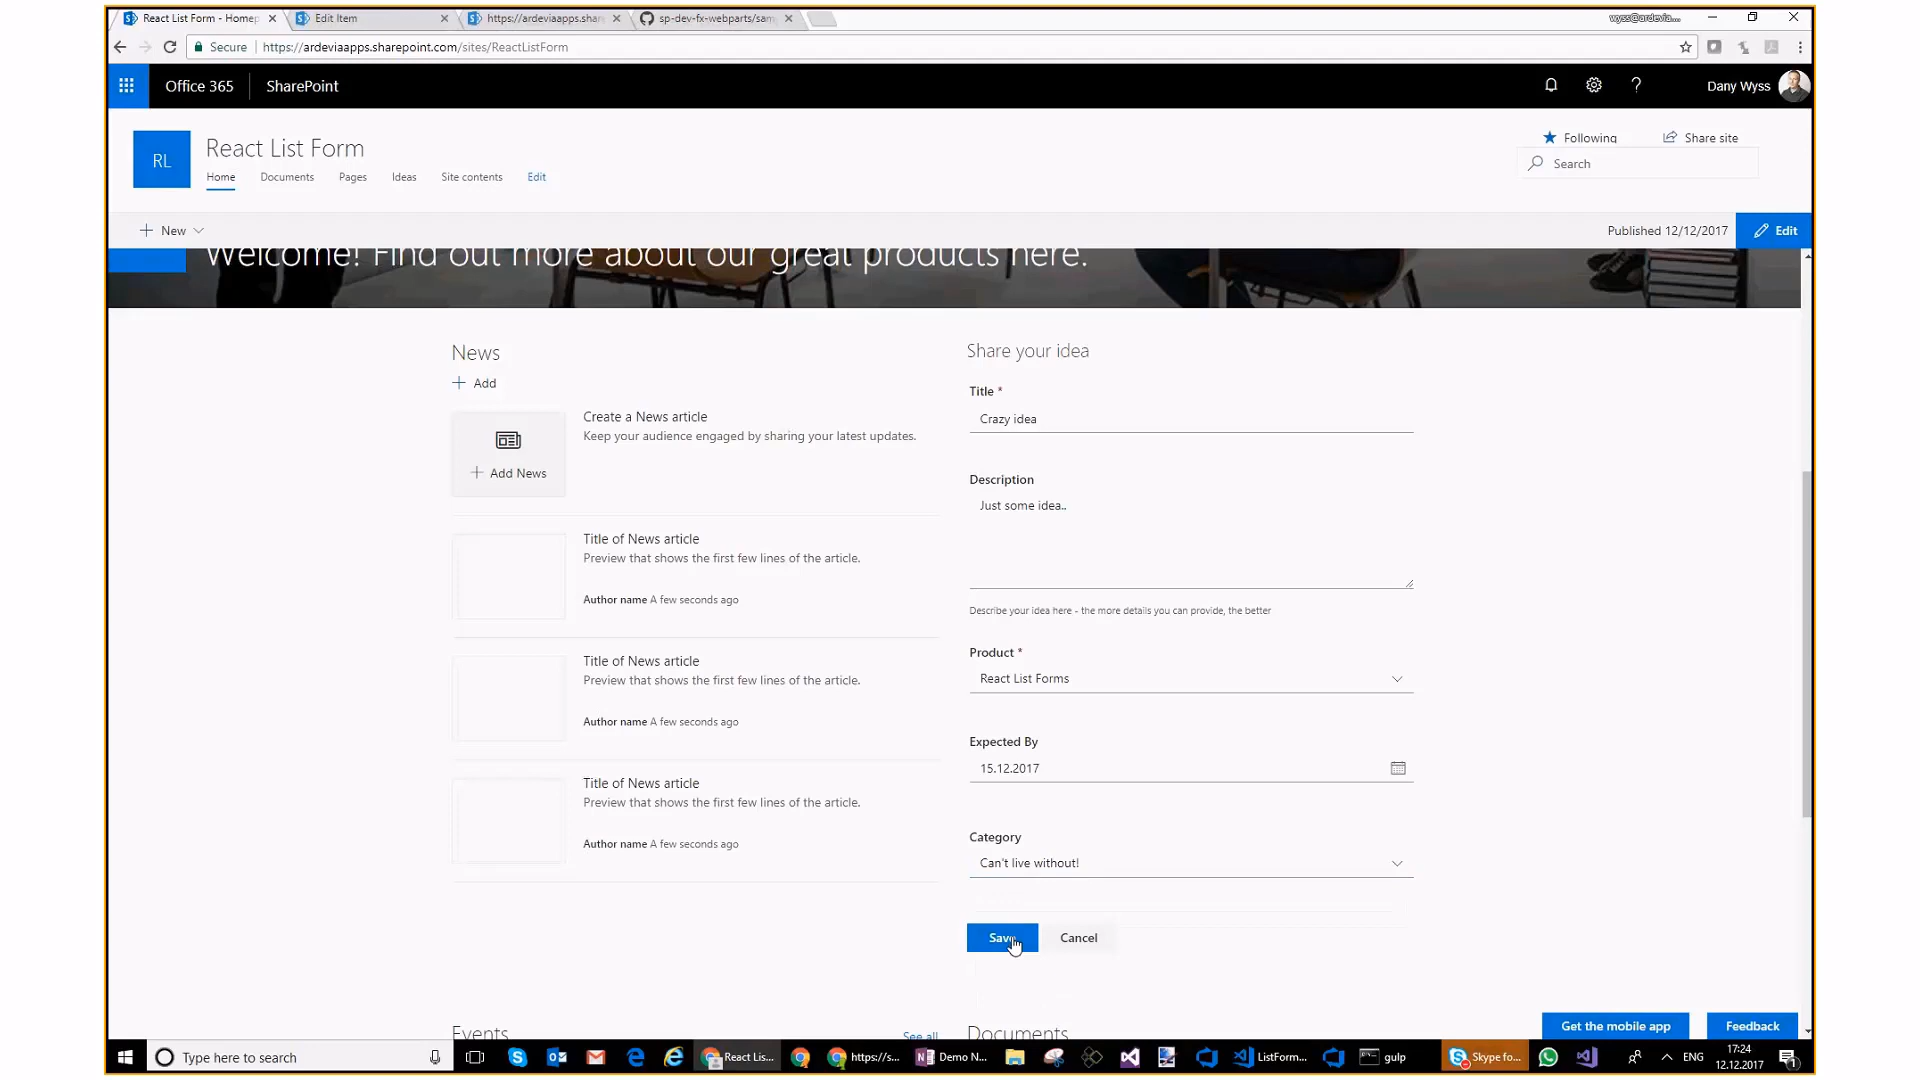 React List Form - Homep
Edit Item
https://ardeviaapps.shar
sp-dev-fx-webparts/sam
wyss@ardevia....
Secure
https://ardeviaapps.sharepoint.com/sites/ReactListForm
Office 365
SharePoint
Dany Wyss
RL
React List Form
Following
Share site
Search
Home
Documents
Pages
Ideas
Site contents
Edit
New
Published 12/12/2017
Edit
Welcome! Find out more about our great products here.
News
Add
Add News
Create a News article
Keep your audience engaged by sharing your latest updates.
Title of News article
Preview that shows the first few lines of the article.
Author name A few seconds ago
Title of News article
Preview that shows the first few lines of the article.
Author name A few seconds ago
Title of News article
Preview that shows the first few lines of the article.
Author name A few seconds ago
Share your idea
Title *
Crazy idea
Description
Just some idea..
Describe your idea here - the more details you can provide, the better
Product *
React List Forms
Expected By
15.12.2017
Category
Can't live without!
Save
Cancel
Events
See all
Documents
Get the mobile app
Feedback
Type here to search
React Lis...
https://s...
Demo N...
ListForm...
gulp
Skype fo...
ENG
17:24
12.12.2017
1